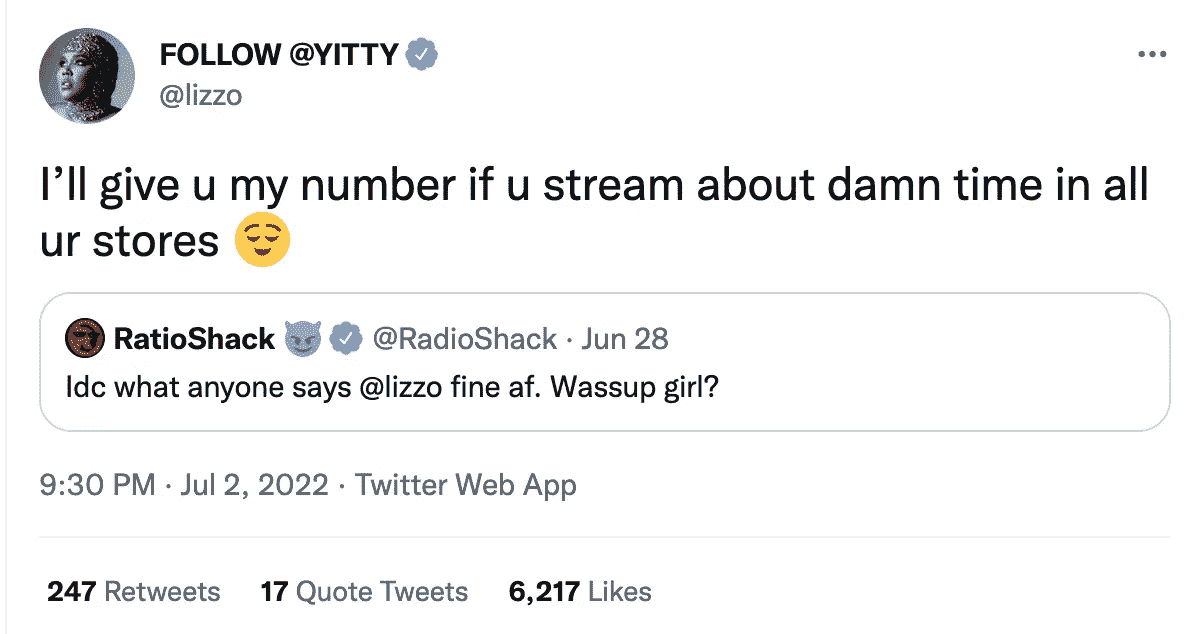 FOLLOW @YITTY
@lizzo
I’ll give u my number if u stream about damn time in all
ur stores 😌
RatioShack 😈 @RadioShack · Jun 28
Idc what anyone says @lizzo fine af. Wassup girl?
9:30 PM · Jul 2, 2022 · Twitter Web App
247 Retweets 17 Quote Tweets 6,217 Likes